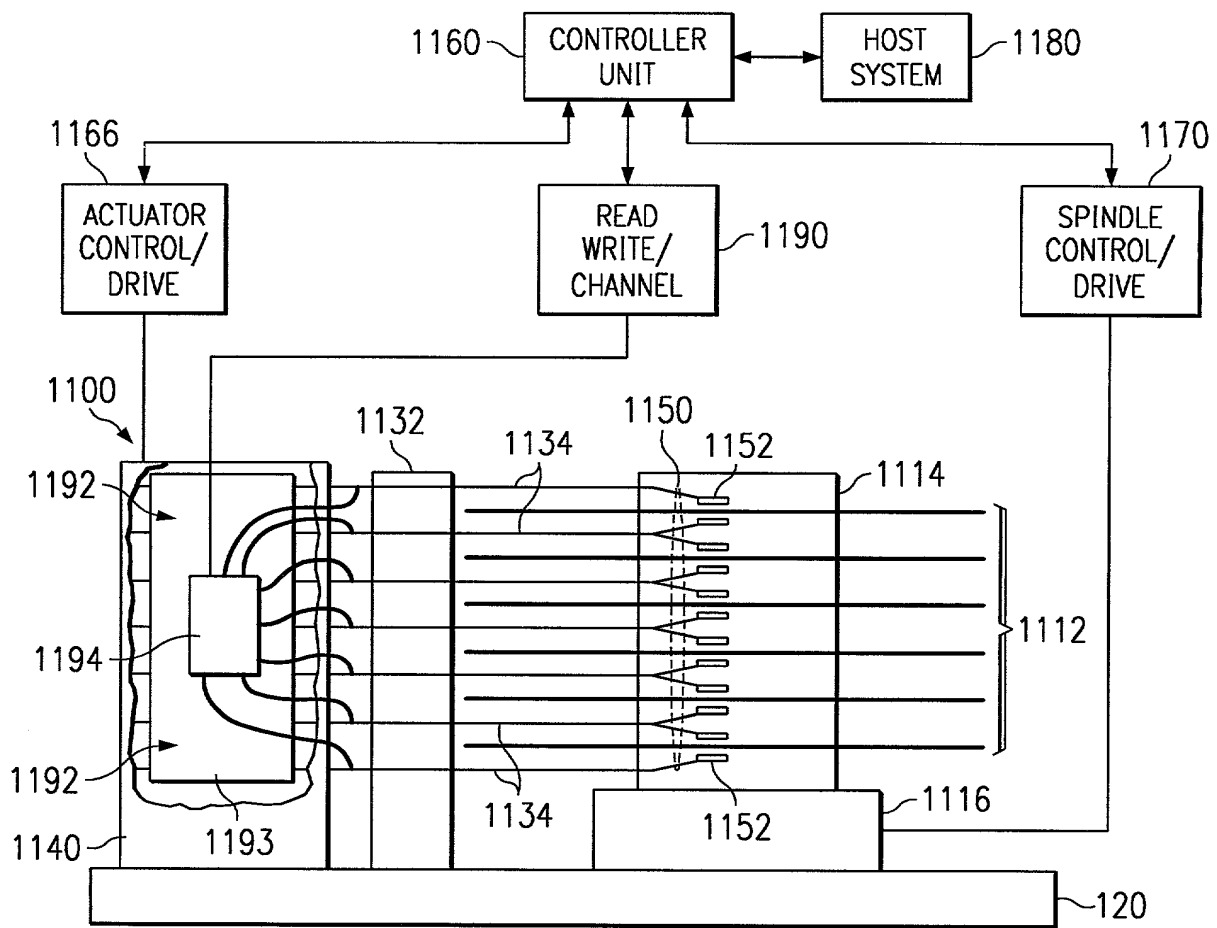 1160
CONTROLLER
UNIT
HOST
SYSTEM
1180
1166
ACTUATOR
CONTROL/
DRIVE
READ
WRITE/
CHANNEL
1190
1170
SPINDLE
CONTROL/
DRIVE
1100
1132
1134
1150
1152
1114
1192
1112
1194
1192
1193
1134
1152
1116
1140
120